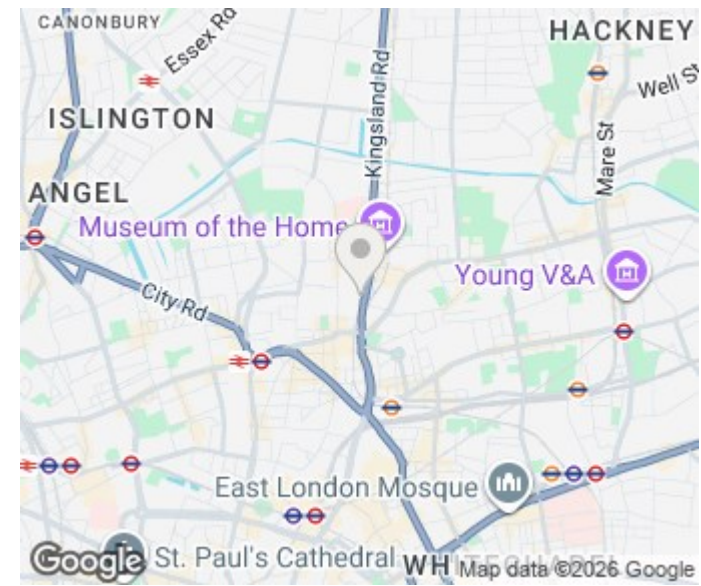 CANONBURY
Essex Rd
HACKNEY
Well St
ISLINGTON
Kingsland Rd
Mare St
ANGEL
Museum of the Home
Young V&A
City Rd
East London Mosque
Google
St. Paul's Cathedral
WH
Map data ©2026 Google